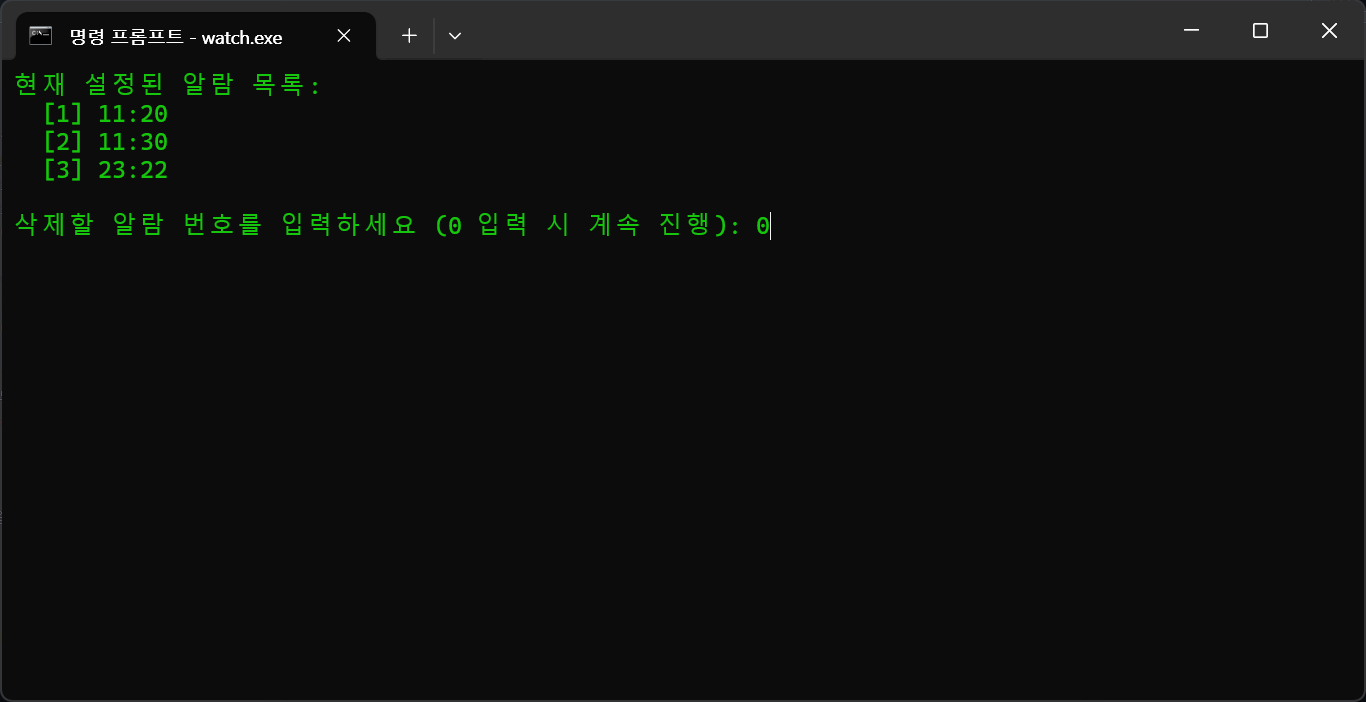 명령 프롬프트 - watch.exe
현재 설정된 알람 목록:
[1] 11:20
[2] 11:30
[3] 23:22
삭제할 알람 번호를 입력하세요 (0 입력 시 계속 진행): 0